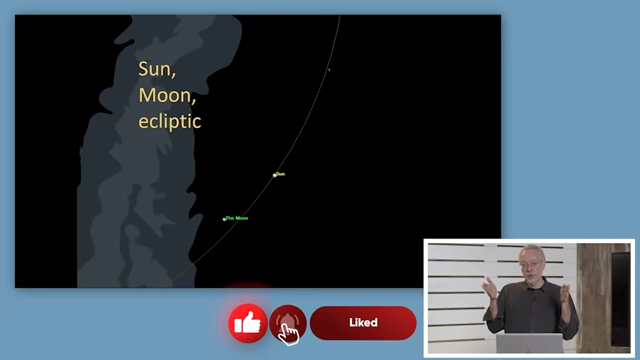 Sun,
Moon,
ecliptic
Sun
The Moon
Liked